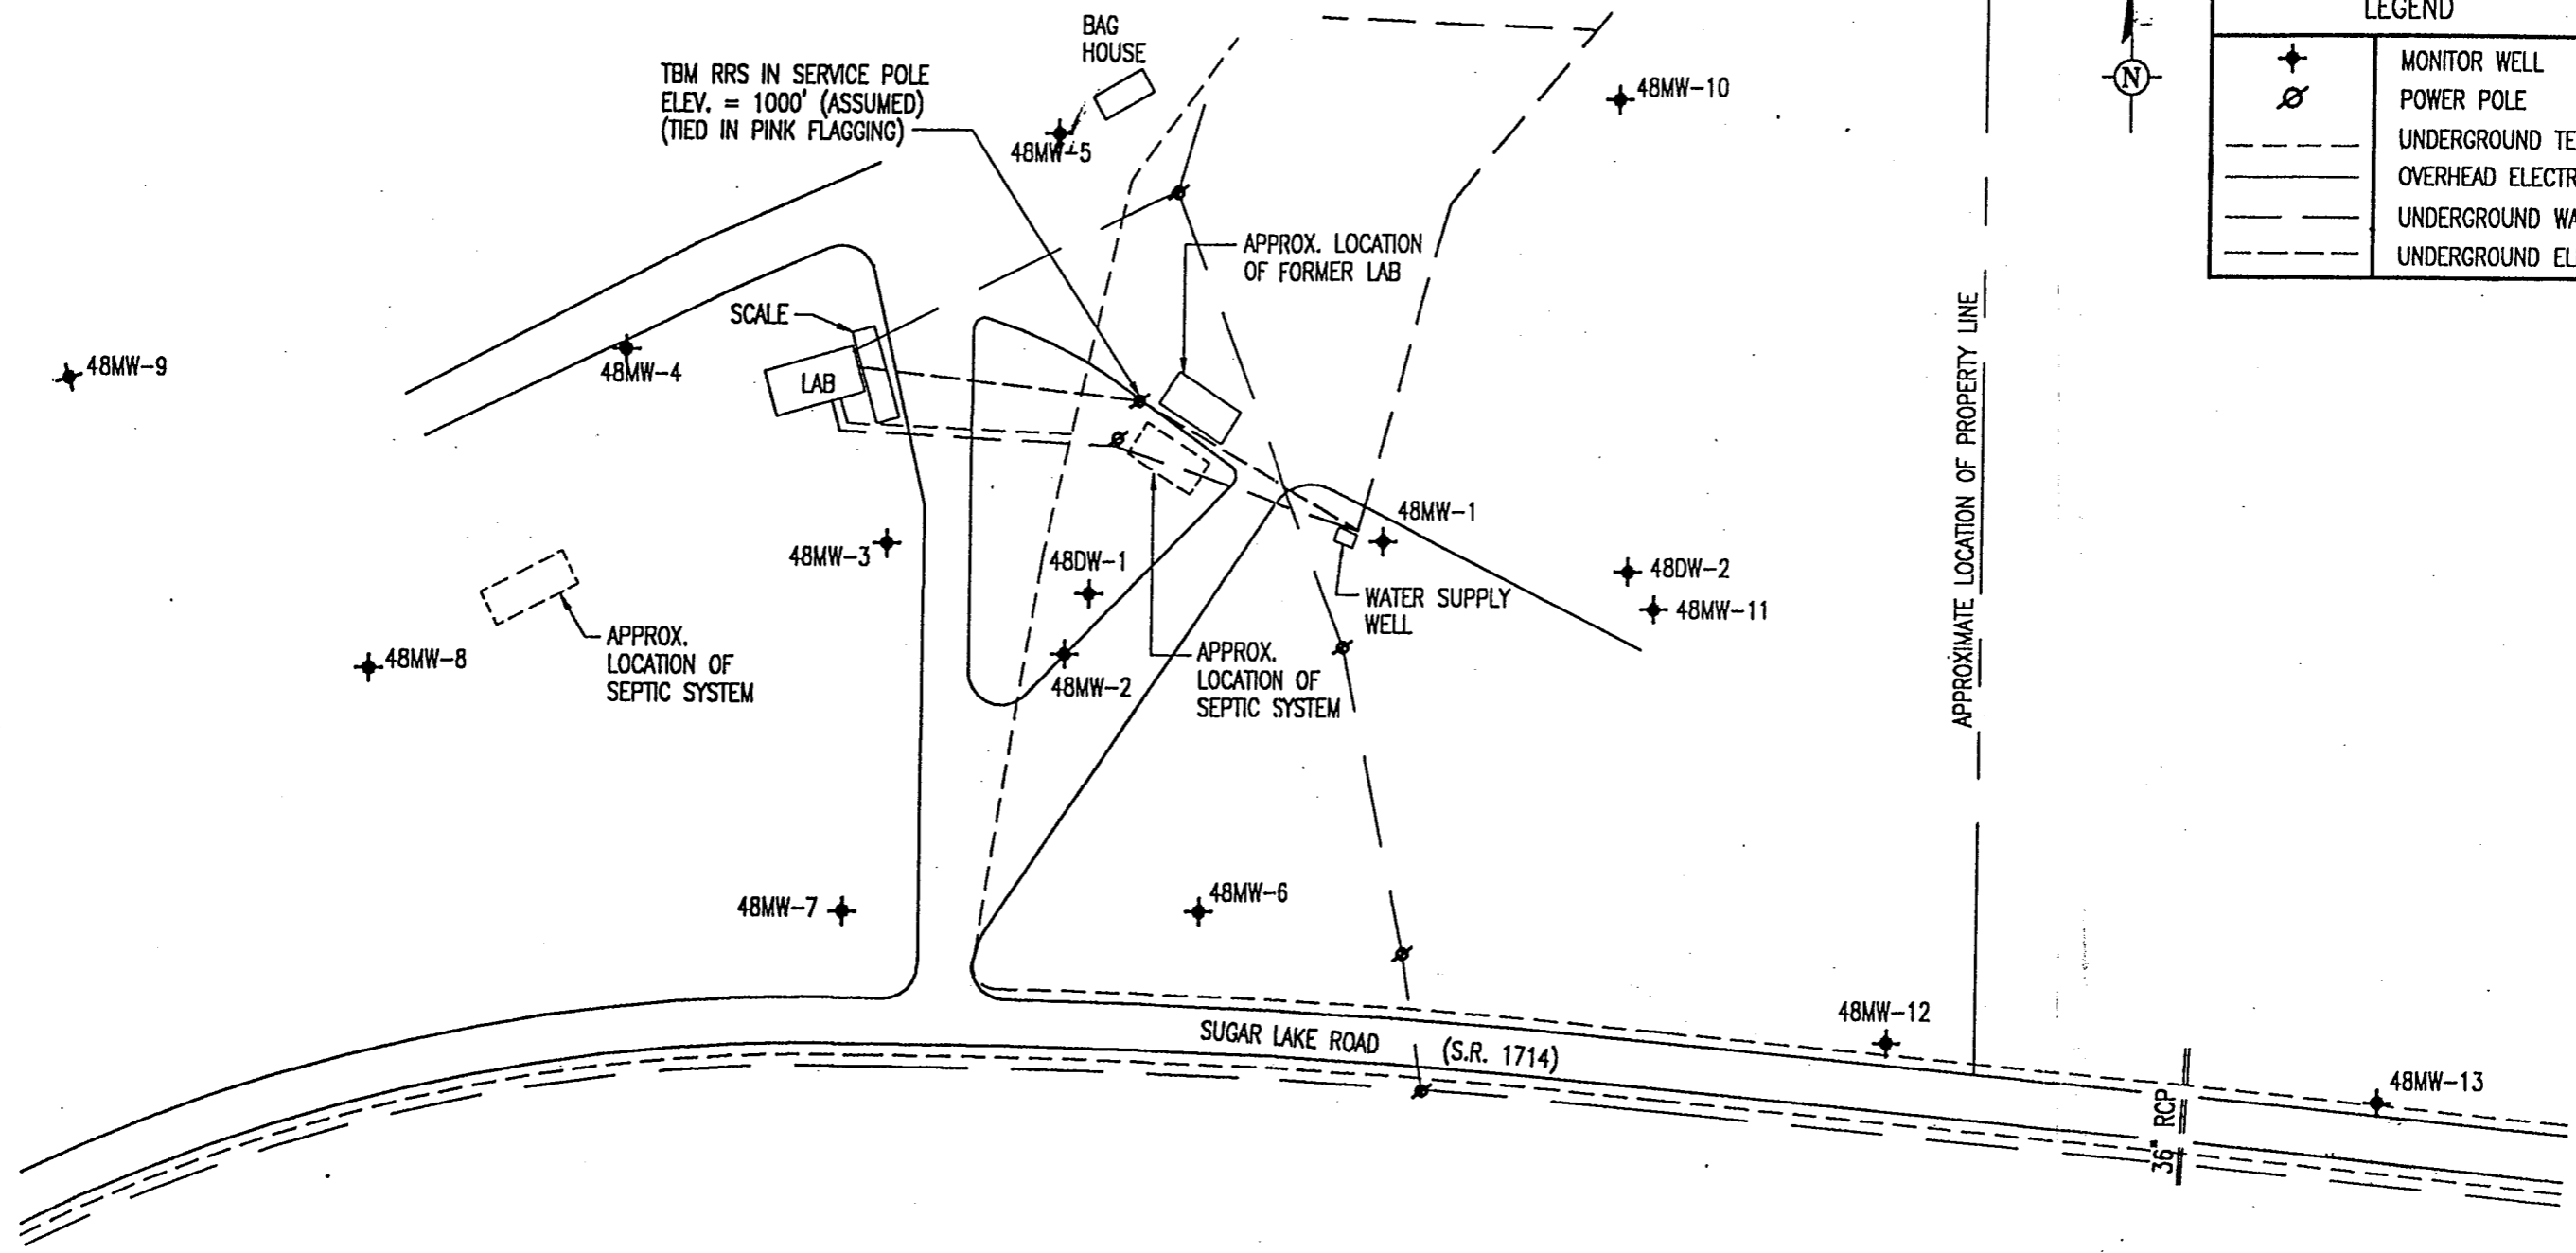 BAG
HOUSE
TBM RRS IN SERVICE POLE
ELEV. = 1000' (ASSUMED)
(TIED IN PINK FLAGGING)
48MW-5
48MW-10
N
LEGEND
MONITOR WELL
POWER POLE
UNDERGROUND TE
OVERHEAD ELECTR
UNDERGROUND WA
UNDERGROUND EL
APPROX. LOCATION
OF FORMER LAB
SCALE
LAB
48MW-9
48MW-4
48MW-1
48MW-3
48DW-1
48DW-2
48MW-11
WATER SUPPLY
WELL
APPROXIMATE LOCATION OF PROPERTY LINE
APPROX.
LOCATION OF
SEPTIC SYSTEM
48MW-8
48MW-2
APPROX.
LOCATION OF
SEPTIC SYSTEM
48MW-7
48MW-6
48MW-12
SUGAR LAKE ROAD (S.R. 1714)
36" RCP
48MW-13